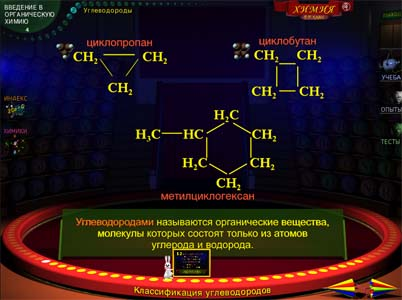 ВВЕДЕНИЕ В
ОРГАНИЧЕСКУЮ
ХИМИЮ
4
Углеводороды
ХИМИЯ
циклопропан
CH₂ CH₂
CH₂
циклобутан
CH₂ CH₂
CH₂ CH₂
УЧЕБА
ИНДЕКС
ОПЫТЫ
ХИМИКИ
ТЕСТЫ
H₂C
H₃C HC CH₂
H₂C CH₂
CH₂
метилциклогексан
Углеводородами называются органические вещества,
молекулы которых состоят только из атомов
углерода и водорода.
Классификация углеводородов